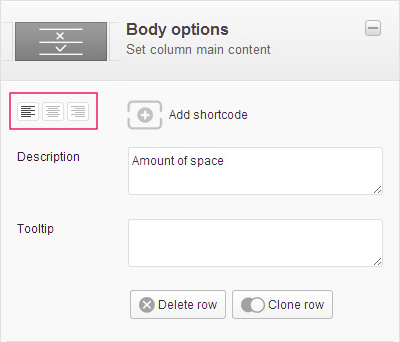 Body options
Set column main content
Add shortcode
Description
Amount of space
Tooltip
Delete row
Clone row